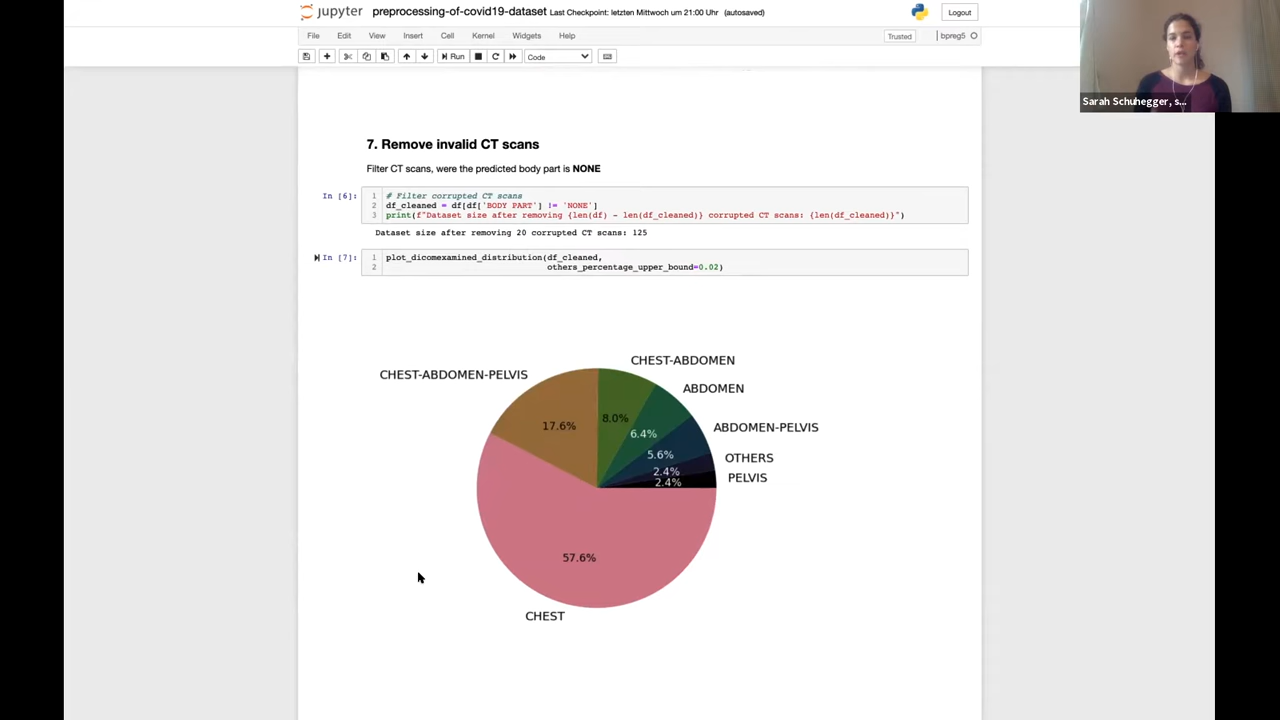 jupyter preprocessing-of-covid19-dataset Last Checkpoint: letzten Mittwoch um 21:00 Uhr (autosaved)
Logout
File Edit View Insert Cell Kernel Widgets Help
Trusted
bpreg5
Run
Code
Sarah Schuhegger, s...
7. Remove invalid CT scans
Filter CT scans, were the predicted body part is NONE
In [6]:
1 # Filter corrupted CT scans
2 df_cleaned = df[df['BODY PART'] != 'NONE']
3 print(f"Dataset size after removing {len(df) - len(df_cleaned)} corrupted CT scans: {len(df_cleaned)}")
Dataset size after removing 20 corrupted CT scans: 125
In [7]:
1 plot_dicomexamined_distribution(df_cleaned,
2 others_percentage_upper_bound=0.02)
CHEST-ABDOMEN
CHEST-ABDOMEN-PELVIS
ABDOMEN
8.0%
17.6%
ABDOMEN-PELVIS
6.4%
5.6%
OTHERS
2.4%
PELVIS
2.4%
57.6%
CHEST